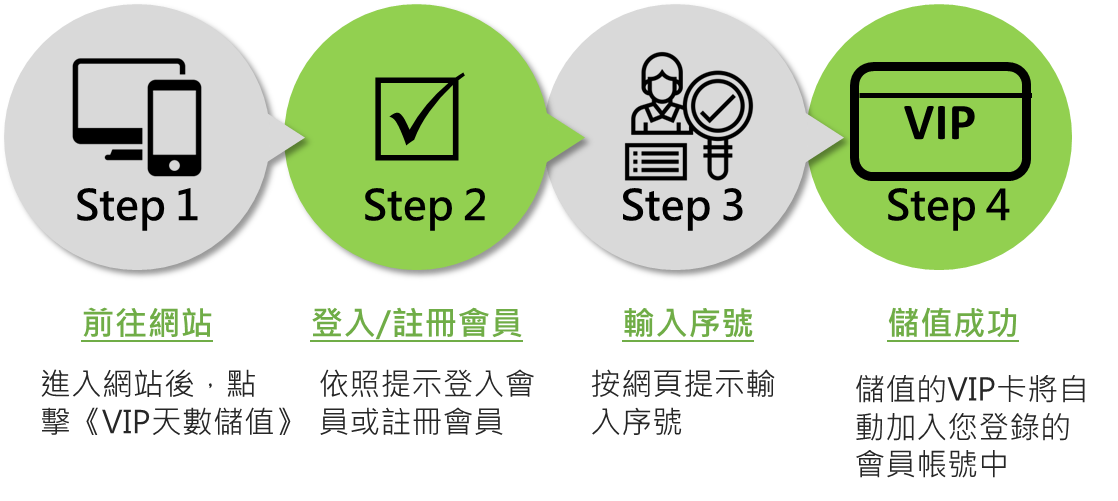 Step 1
Step 2
Step 3
VIP
Step 4
前往網站
登入/註冊會員
輸入序號
儲值成功
進入網站後，點
擊《VIP天數儲值》
依照提示登入會
員或註冊會員
按網頁提示輸
入序號
儲值的VIP卡將自
動加入您登錄的
會員帳號中